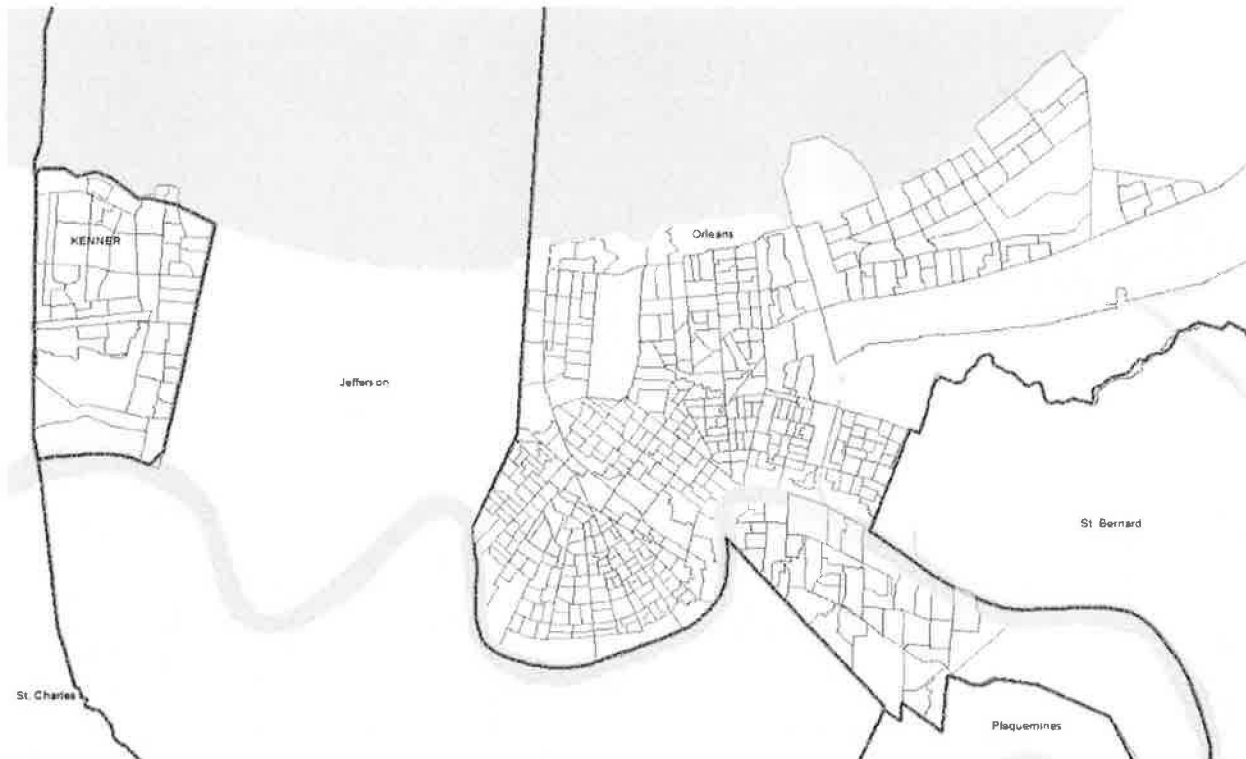 Orleans
KENNER
Jefferson
St. Bernard
St. Charles
Plaquemines